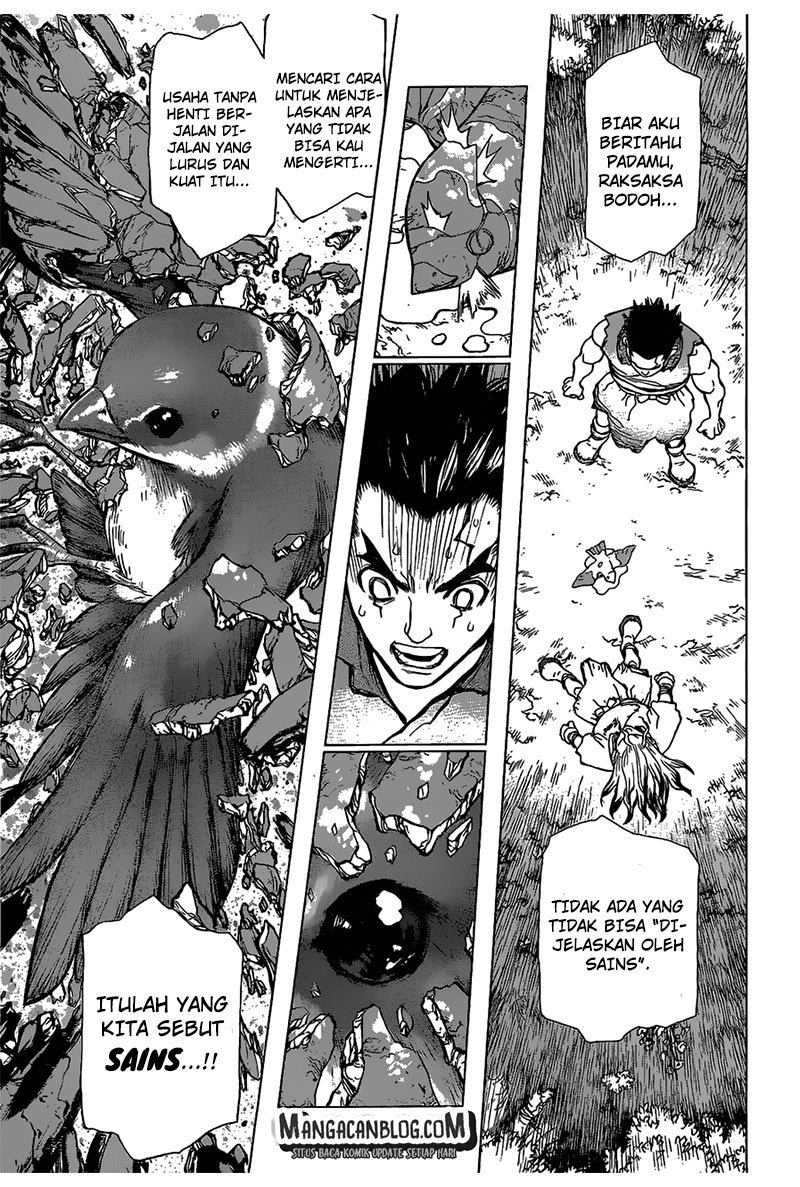 BIAR AKU
BERITAHU
PADAMU,
RAKSAKSA
BODOH...
TIDAK ADA YANG
TIDAK BISA "DI-
JELASKAN OLEH
SAINS".
MENCARI CARA
UNTUK MENJE-
LASKAN APA
YANG TIDAK
BISA KAU
MENGERTI...
USAHA TANPA
HENTI BER-
JALAN DI-
JALAN YANG
LURUS DAN
KUAT ITU...
ITULAH YANG
KITA SEBUT
SAINS...!!
MANGACANBLOG.COM
SITUS BACA KOMIK UPDATE SETIAP HARI